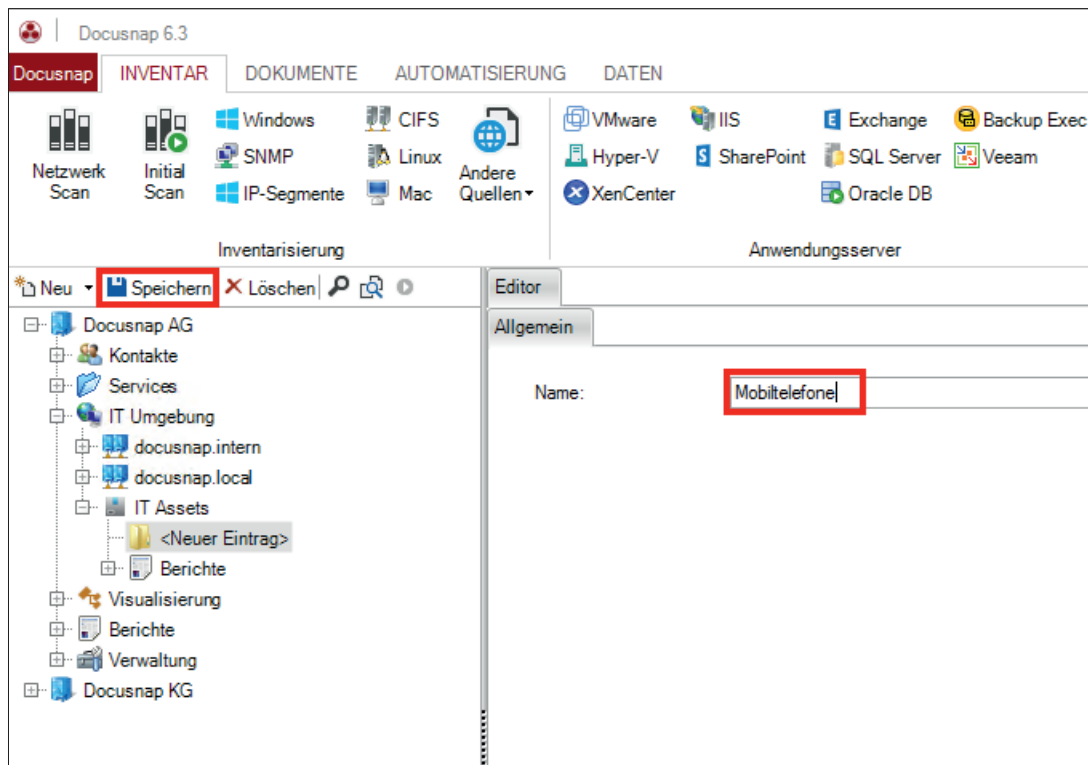 Docusnap 6.3
Docusnap INVENTAR DOKUMENTE AUTOMATISIERUNG DATEN
Netzwerk Scan
Initial Scan
Windows
SNMP
IP-Segmente
CIFS
Linux
Mac
Andere Quellen
Inventarisierung
VMware
Hyper-V
XenCenter
IIS
SharePoint
Exchange
SQL Server
Oracle DB
Backup Exec
Veeam
Anwendungsserver
Neu Speichern Löschen
Docusnap AG
Kontakte
Services
IT Umgebung
docusnap.intern
docusnap.local
IT Assets
<Neuer Eintrag>
Berichte
Visualisierung
Berichte
Verwaltung
Docusnap KG
Editor
Allgemein
Name: Mobiltelefone